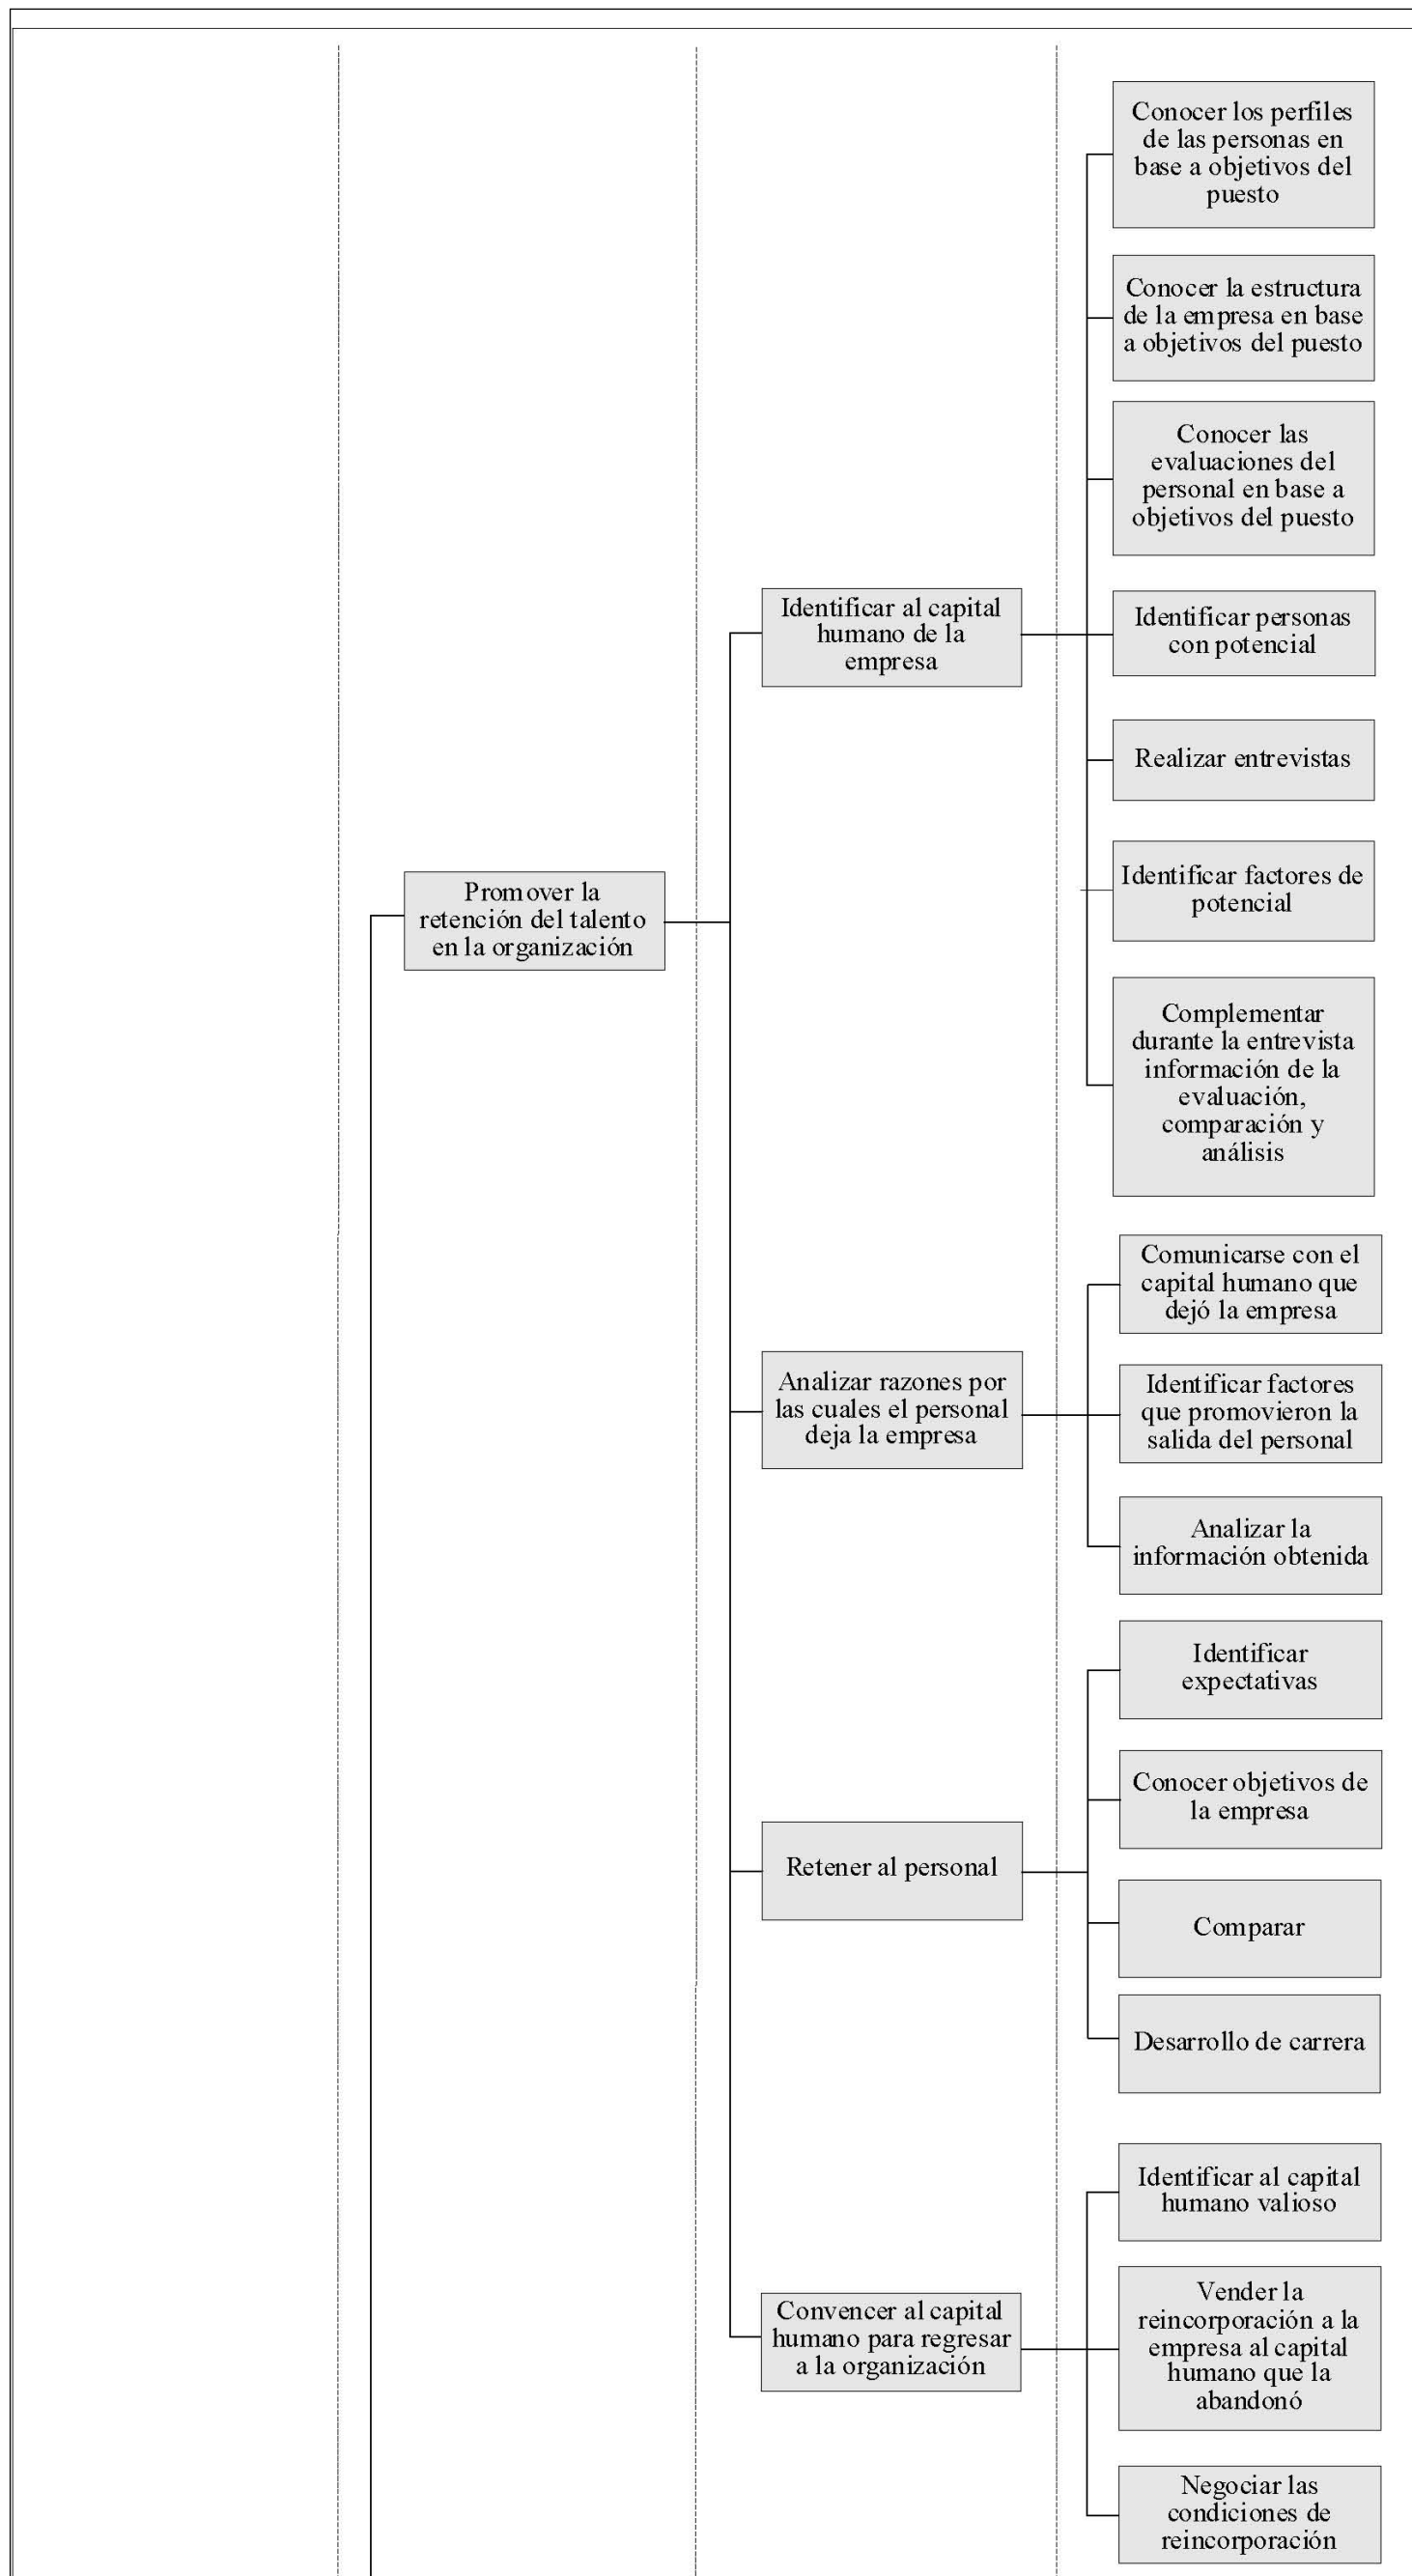 Conocer los perfiles
de las personas en
base a objetivos del
puesto
Conocer la estructura
de la empresa en base
a objetivos del puesto
Conocer las
evaluaciones del
personal en base a
objetivos del puesto
Identificar al capital
humano de la
empresa
Identificar personas
con potencial
Realizar entrevistas
Promover la
retención del talento
en la organización
Identificar factores de
potencial
Complementar
durante la entrevista
información de la
evaluación,
comparación y
análisis
Comunicarse con el
capital humano que
dejó la empresa
Analizar razones por
las cuales el personal
deja la empresa
Identificar factores
que promovieron la
salida del personal
Analizar la
información obtenida
Identificar
expectativas
Conocer objetivos de
la empresa
Retener al personal
Comparar
Desarrollo de carrera
Identificar al capital
humano valioso
Convencer al capital
humano para regresar
a la organización
Vender la
reincorporación a la
empresa al capital
humano que la
abandonó
Negociar las
condiciones de
reincorporación